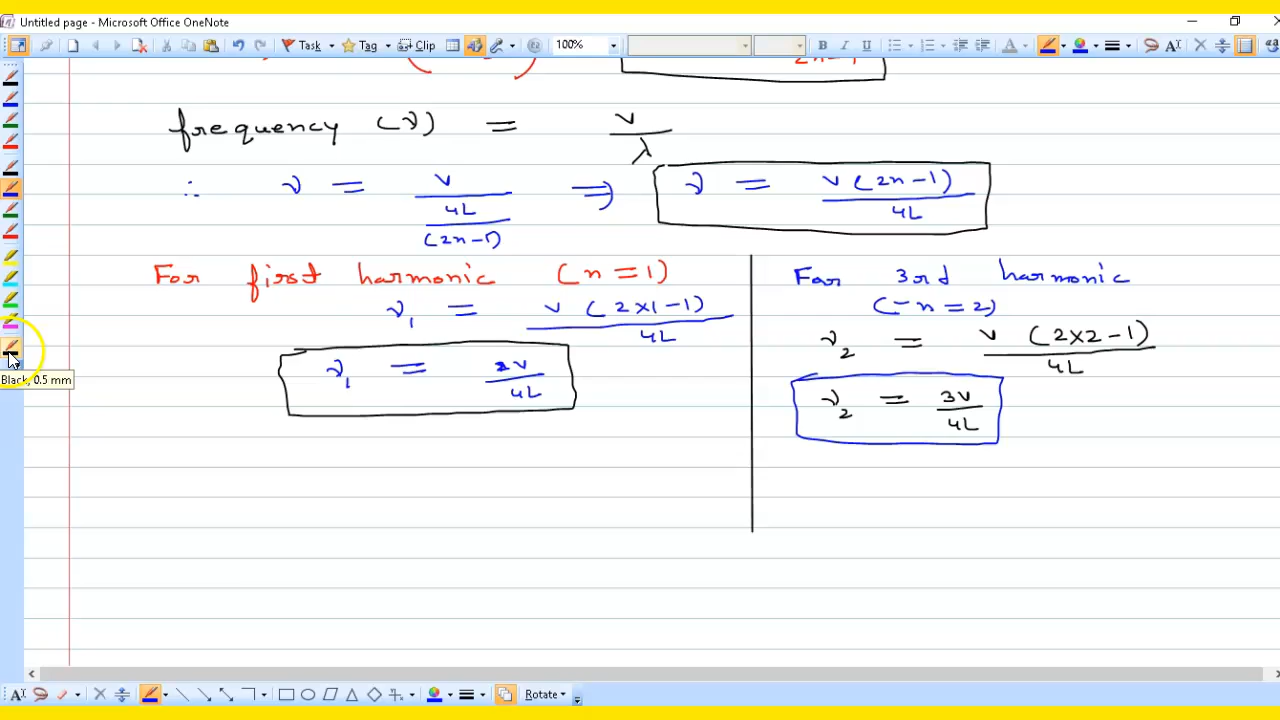 Untitled page - Microsoft Office OneNote
Task Tag Clip 100% B I U A
2n-1
frequency (ν) = v/λ
∴ ν = v/(4L/(2n-1)) ⇒ ν = v(2n-1)/4L
For first harmonic (n=1)
ν₁ = v (2×1-1)/4L
ν₁ = v/4L
For 3rd harmonic
(n=2)
ν₂ = v (2×2-1)/4L
ν₂ = 3v/4L
Black, 0.5 mm
Rotate